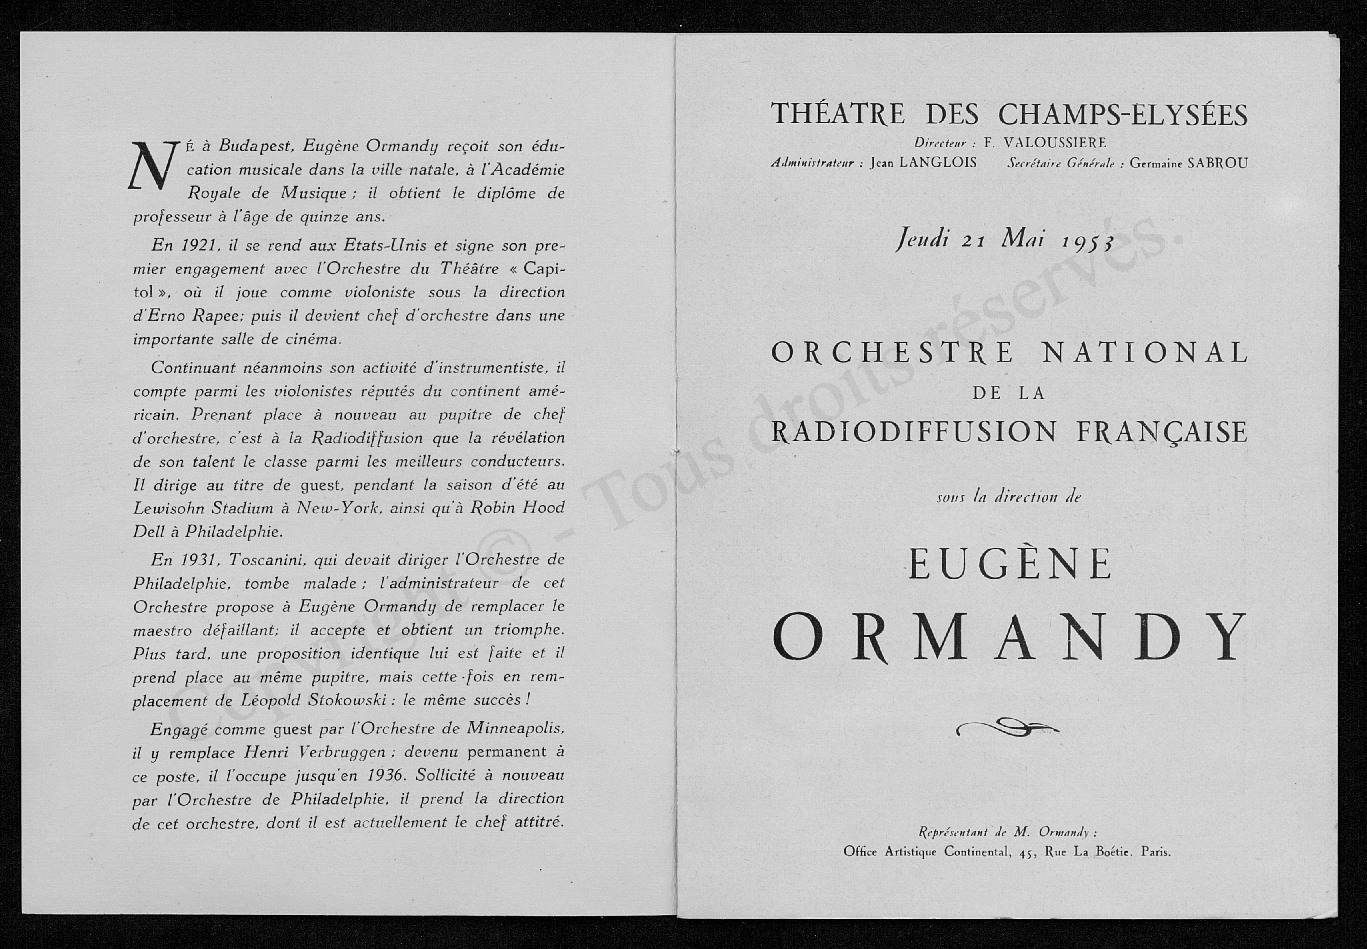 NÉ à Budapest, Eugène Ormandy reçoit son édu-
cation musicale dans la ville natale, à l'Académie
Royale de Musique ; il obtient le diplôme de
professeur à l'âge de quinze ans.
En 1921, il se rend aux Etats-Unis et signe son pre-
mier engagement avec l'Orchestre du Théâtre « Capi-
tol », où il joue comme violoniste sous la direction
d'Erno Rapee; puis il devient chef d'orchestre dans une
importante salle de cinéma.
Continuant néanmoins son activité d'instrumentiste, il
compte parmi les violonistes réputés du continent amé-
ricain. Prenant place à nouveau au pupitre de chef
d'orchestre, c'est à la Radiodiffusion que la révélation
de son talent le classe parmi les meilleurs conducteurs.
Il dirige au titre de guest, pendant la saison d'été au
Lewisohn Stadium à New-York, ainsi qu'à Robin Hood
Dell à Philadelphie.
En 1931, Toscanini, qui devait diriger l'Orchestre de
Philadelphie, tombe malade ; l'administrateur de cet
Orchestre propose à Eugène Ormandy de remplacer le
maestro défaillant; il accepte et obtient un triomphe.
Plus tard, une proposition identique lui est faite et il
prend place au même pupitre, mais cette-fois en rem-
placement de Léopold Stokowski : le même succès !
Engagé comme guest par l'Orchestre de Minneapolis,
il y remplace Henri Verbruggen ; devenu permanent à
ce poste, il l'occupe jusqu'en 1936. Sollicité à nouveau
par l'Orchestre de Philadelphie, il prend la direction
de cet orchestre, dont il est actuellement le chef attitré.
THÉATRE DES CHAMPS-ELYSÉES
Directeur : F. VALOUSSIERE
Administrateur : Jean LANGLOIS Secrétaire Générale : Germaine SABROU
Jeudi 21 Mai 1953
ORCHESTRE NATIONAL
DE LA
RADIODIFFUSION FRANÇAISE
sous la direction de
EUGÈNE
ORMANDY
Représentant de M. Ormandy :
Office Artistique Continental, 45, Rue La Boétie, Paris.
Copyright © - Tous droits réservés.